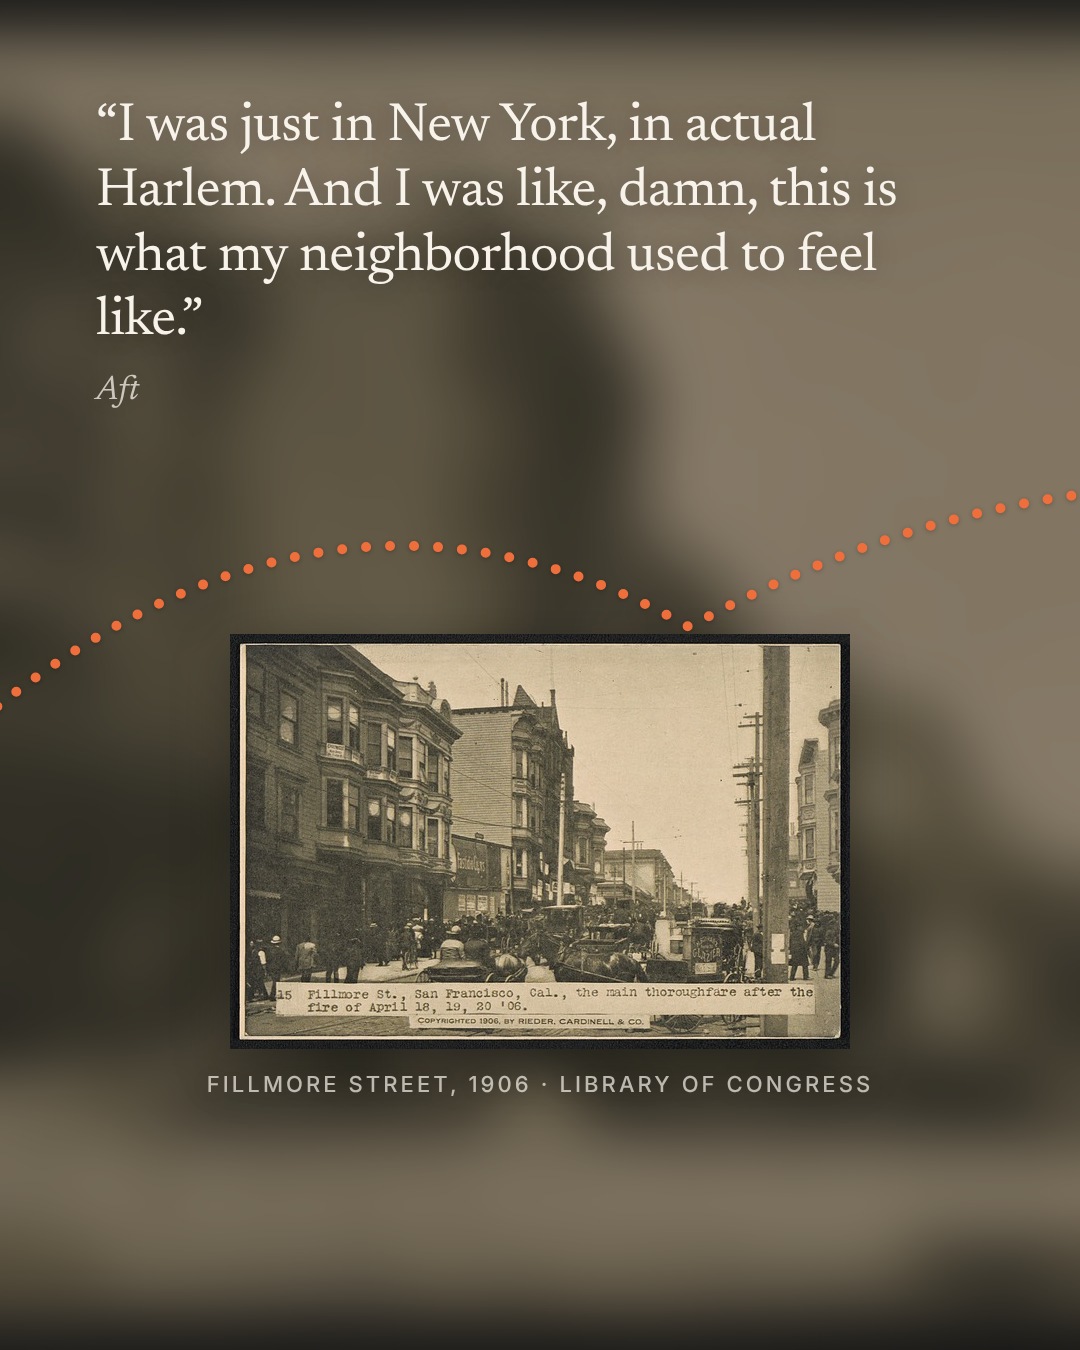 “I was just in New York, in actual
Harlem. And I was like, damn, this is
what my neighborhood used to feel
like.”
Aft
15 Fillmore St., San Francisco, Cal., the main thoroughfare after the
fire of April 18, 19, 20 '06.
COPYRIGHTED 1906, BY RIEDER, CARDINELL & CO.
FILLMORE STREET, 1906 · LIBRARY OF CONGRESS